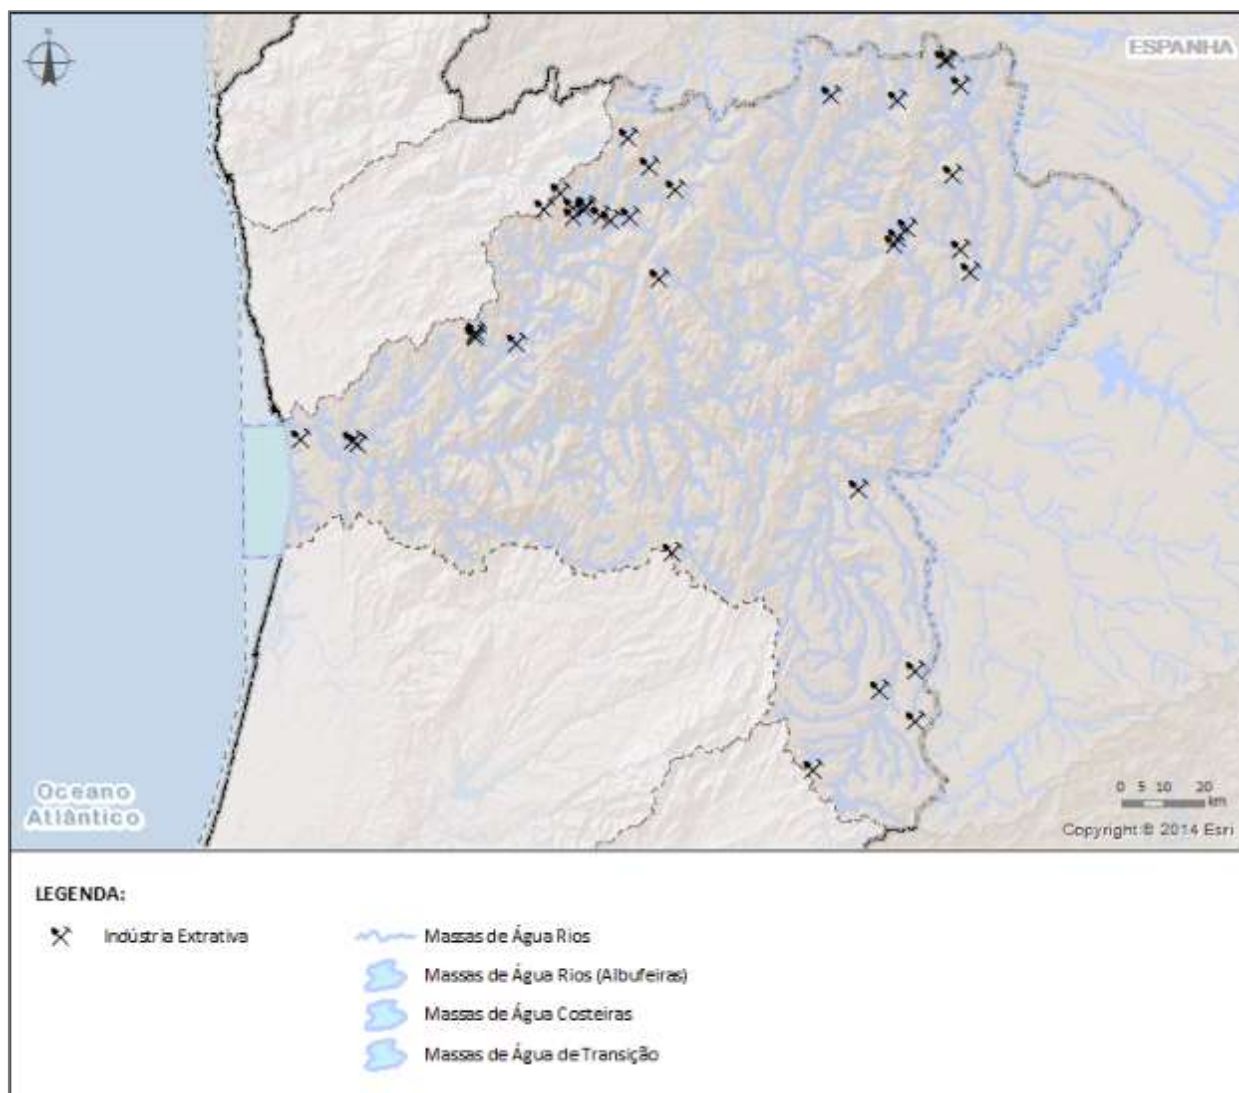 N
ESPANHA
Oceano
Atlântico
0 5 10 20
km
Copyright:© 2014 Esri
LEGENDA:
Indústria Extrativa
Massas de Água Rios
Massas de Água Rios (Albufeiras)
Massas de Água Costeiras
Massas de Água de Transição